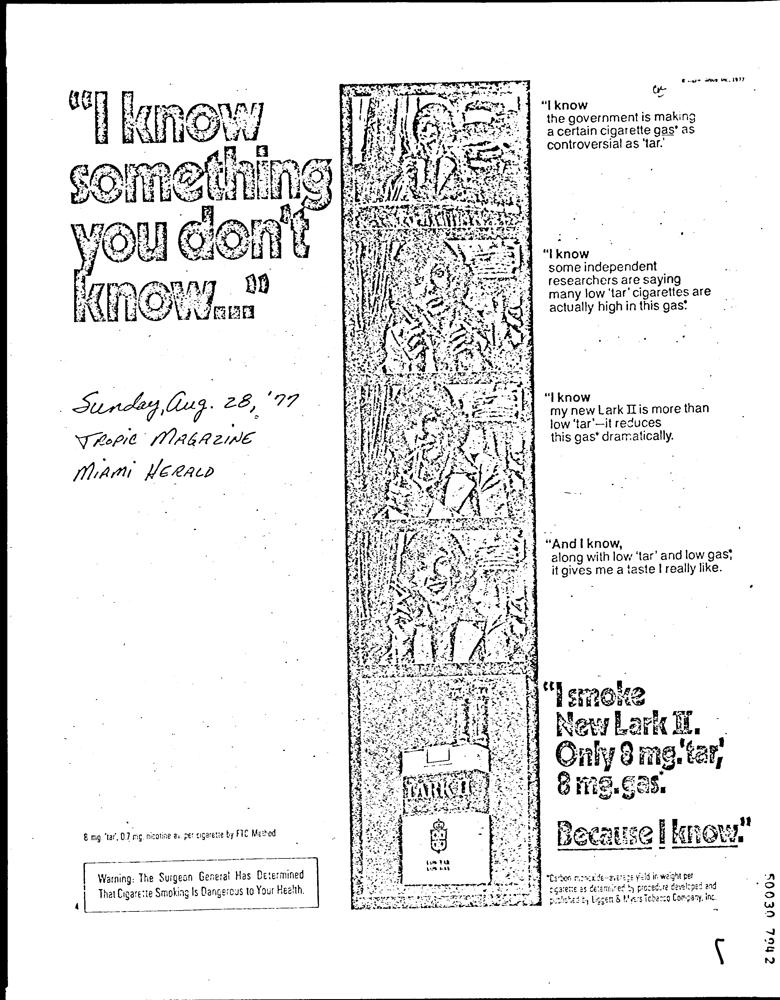 "I know
something
you don't
know..."
Sunday, Aug. 28, '77
TROPIC MAGAZINE
MIAMI HERALD
"I know
the government is making
a certain cigarette gas* as
controversial as 'tar.'
"I know
some independent
researchers are saying
many low 'tar' cigarettes are
actually high in this gas*
"I know
my new Lark II is more than
low 'tar'—it reduces
this gas* dramatically.
"And I know,
along with low 'tar' and low gas*,
it gives me a taste I really like.
LARK II
LOW TAR
LOW GAS
"I smoke
New Lark II.
Only 8 mg. 'tar,'
8 mg. gas.*
Because I know."
8 mg. "tar", 0.7 mg. nicotine av. per cigarette by FTC Method
Warning: The Surgeon General Has Determined
That Cigarette Smoking Is Dangerous to Your Health.
4
*Carbon monoxide—average yield in weight per
cigarette as determined by procedure developed and
published by Liggett & Myers Tobacco Company, Inc.
50030 7942